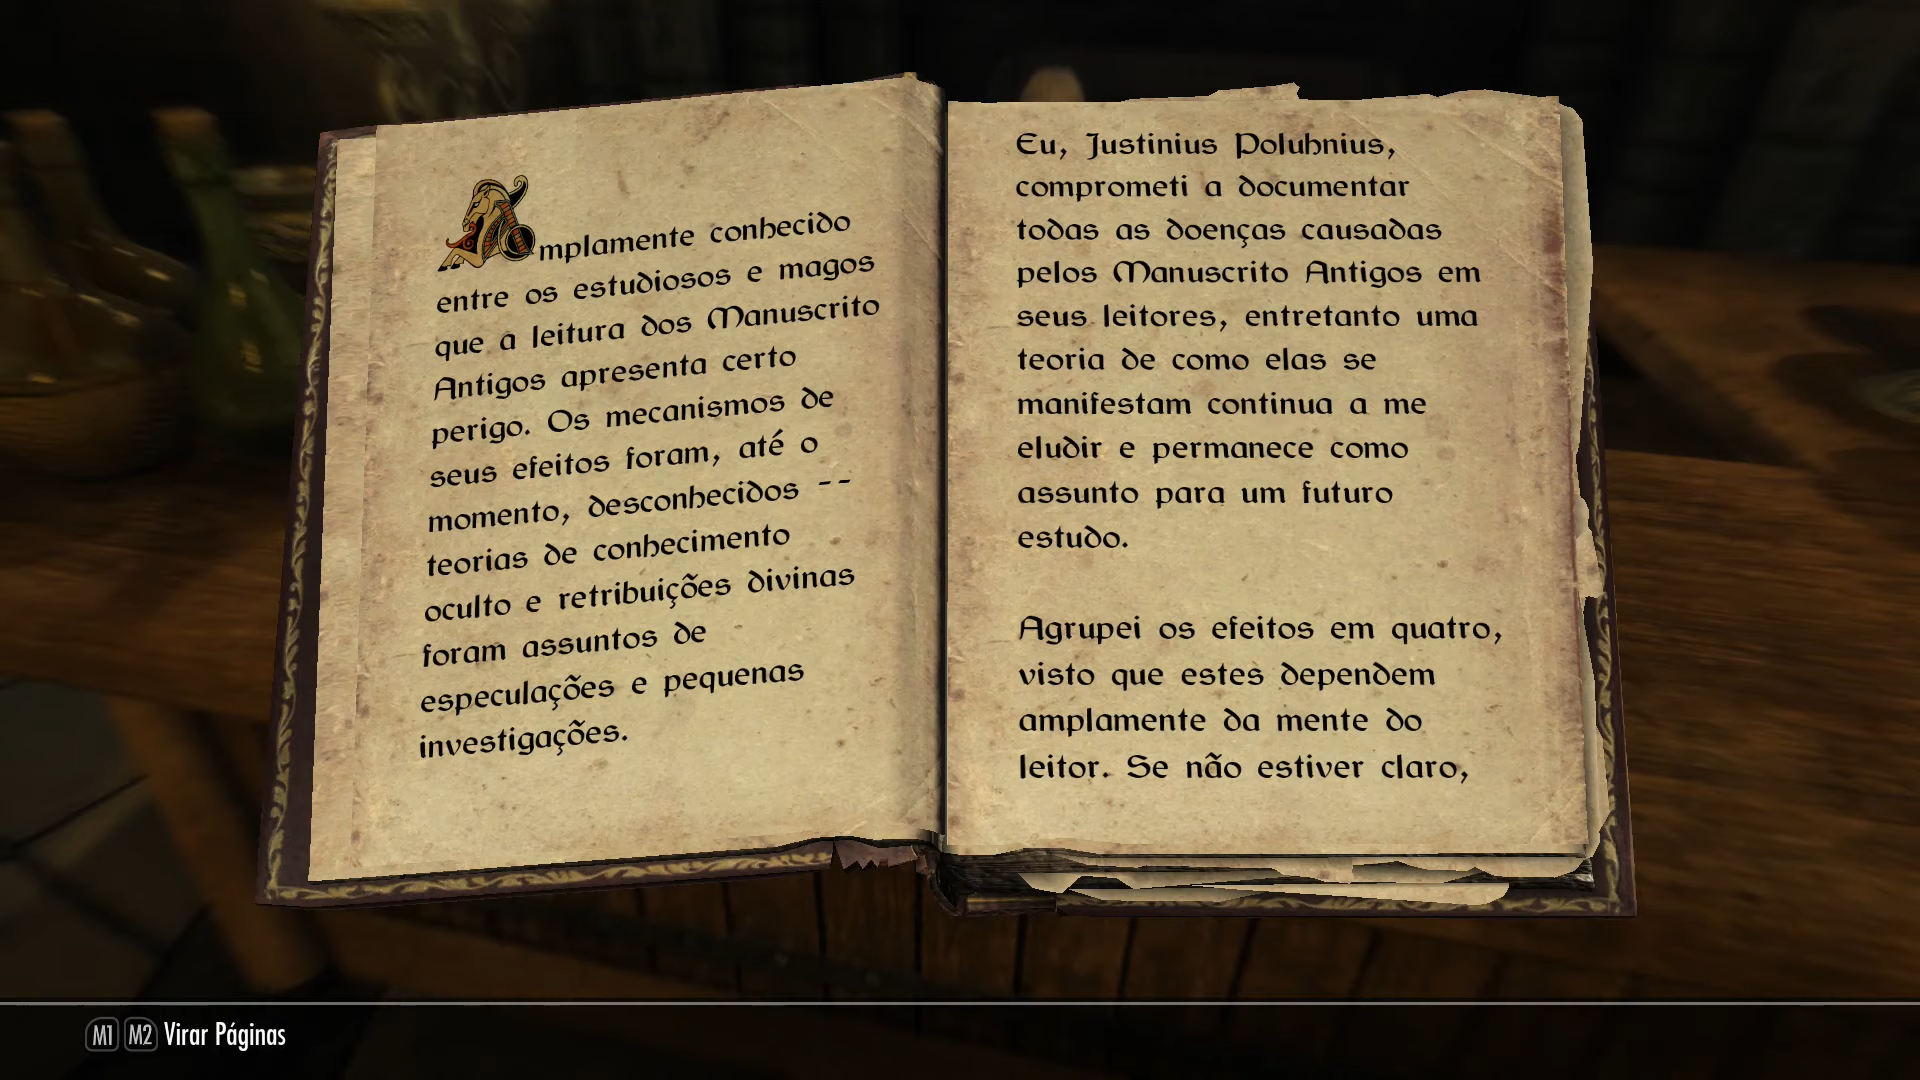 Amplamente conhecido
entre os estudiosos e magos
que a leitura dos Manuscrito
Antigos apresenta certo
perigo. Os mecanismos de
seus efeitos foram, até o
momento, desconhecidos --
teorias de conhecimento
oculto e retribuições divinas
foram assuntos de
especulações e pequenas
investigações.
Eu, Justinius Poluhnius,
comprometi a documentar
todas as doenças causadas
pelos Manuscrito Antigos em
seus leitores, entretanto uma
teoria de como elas se
manifestam continua a me
eludir e permanece como
assunto para um futuro
estudo.
Agrupei os efeitos em quatro,
visto que estes dependem
amplamente da mente do
leitor. Se não estiver claro,
M1 M2 Virar Páginas